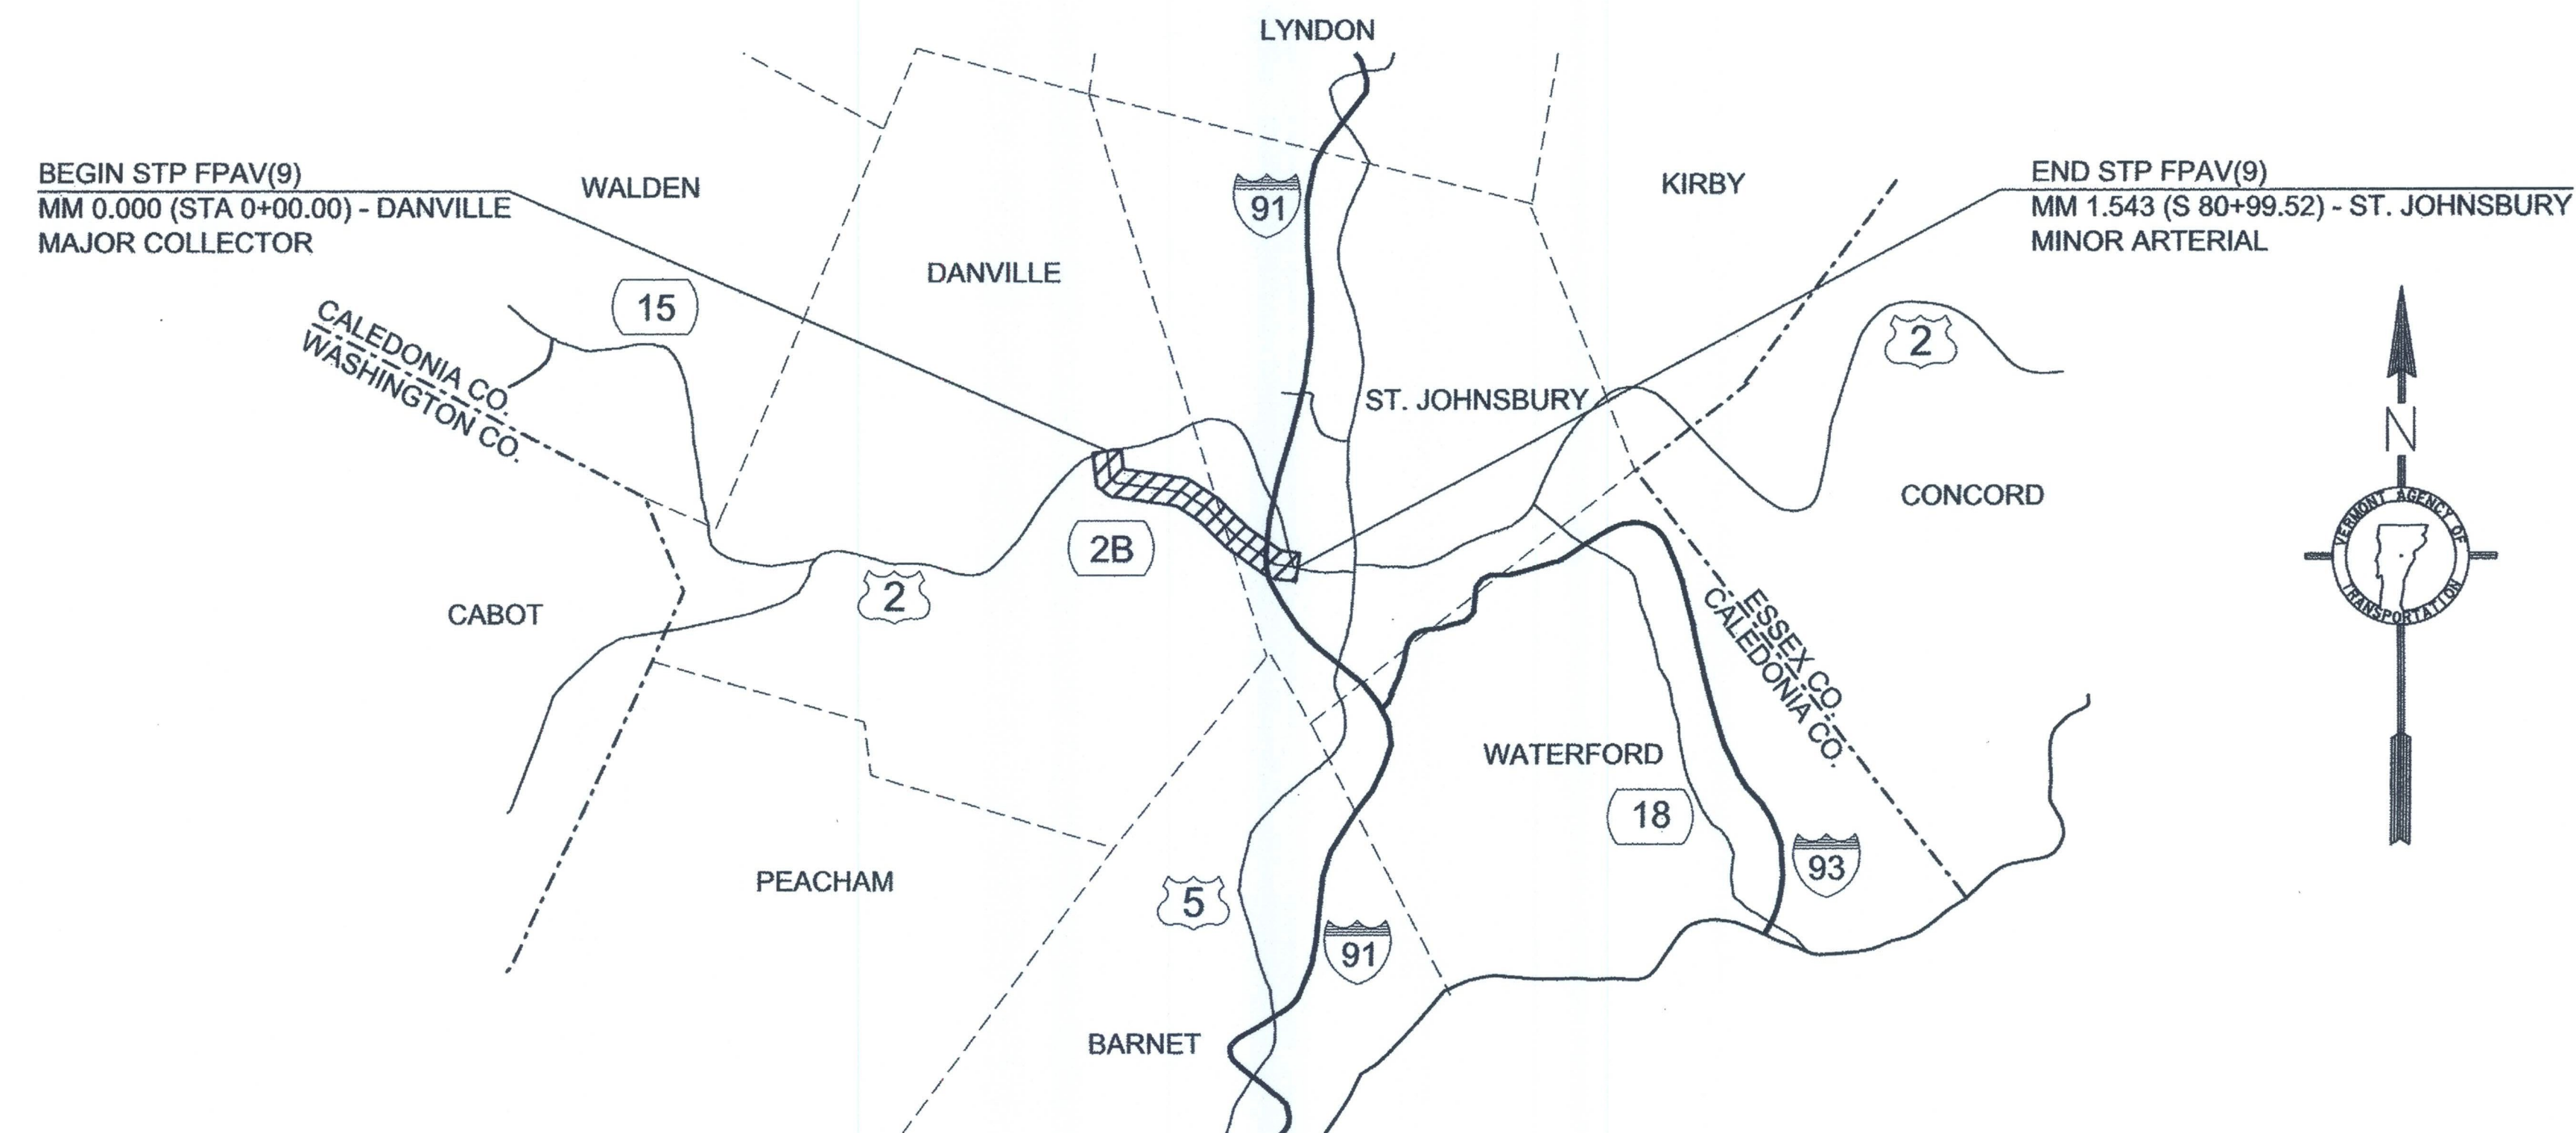 LYNDON
BEGIN STP FPAV(9)
MM 0.000 (STA 0+00.00) - DANVILLE
MAJOR COLLECTOR
WALDEN
KIRBY
END STP FPAV(9)
MM 1.543 (S 80+99.52) - ST. JOHNSBURY
MINOR ARTERIAL
91
DANVILLE
15
CALEDONIA CO.
WASHINGTON CO.
2
ST. JOHNSBURY
N
CONCORD
2B
VERMONT AGENCY OF
TRANSPORTATION
2
CABOT
ESSEX CO.
CALEDONIA CO.
WATERFORD
18
93
PEACHAM
5
91
BARNET